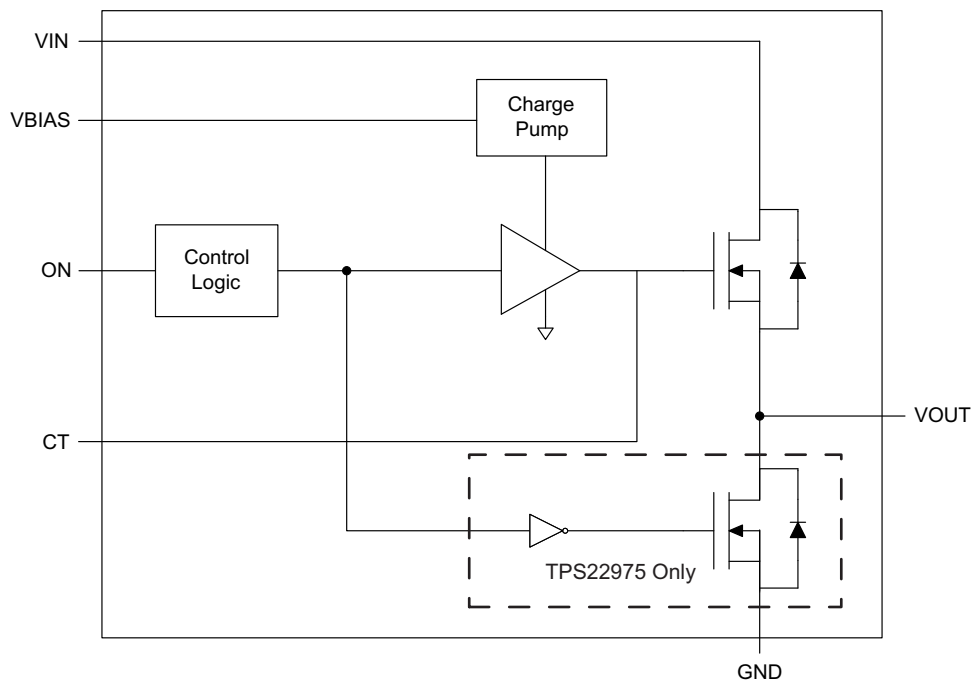 VIN
Charge
Pump
VBIAS
Control
Logic
ON
VOUT
CT
TPS22975 Only
GND